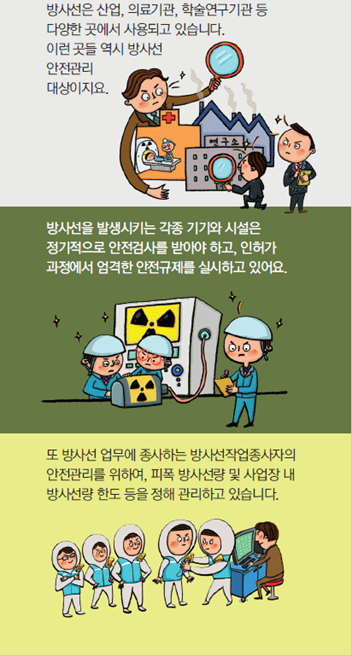 방사선은 산업, 의료기관, 학술연구기관 등
다양한 곳에서 사용되고 있습니다.
이런 곳들 역시 방사선
안전관리
대상이지요.
연구소
방사선을 발생시키는 각종 기기와 시설은
정기적으로 안전검사를 받아야 하고, 인허가
과정에서 엄격한 안전규제를 실시하고 있어요.
또 방사선 업무에 종사하는 방사선작업종사자의
안전관리를 위하여, 피폭 방사선량 및 사업장 내
방사선량 한도 등을 정해 관리하고 있습니다.